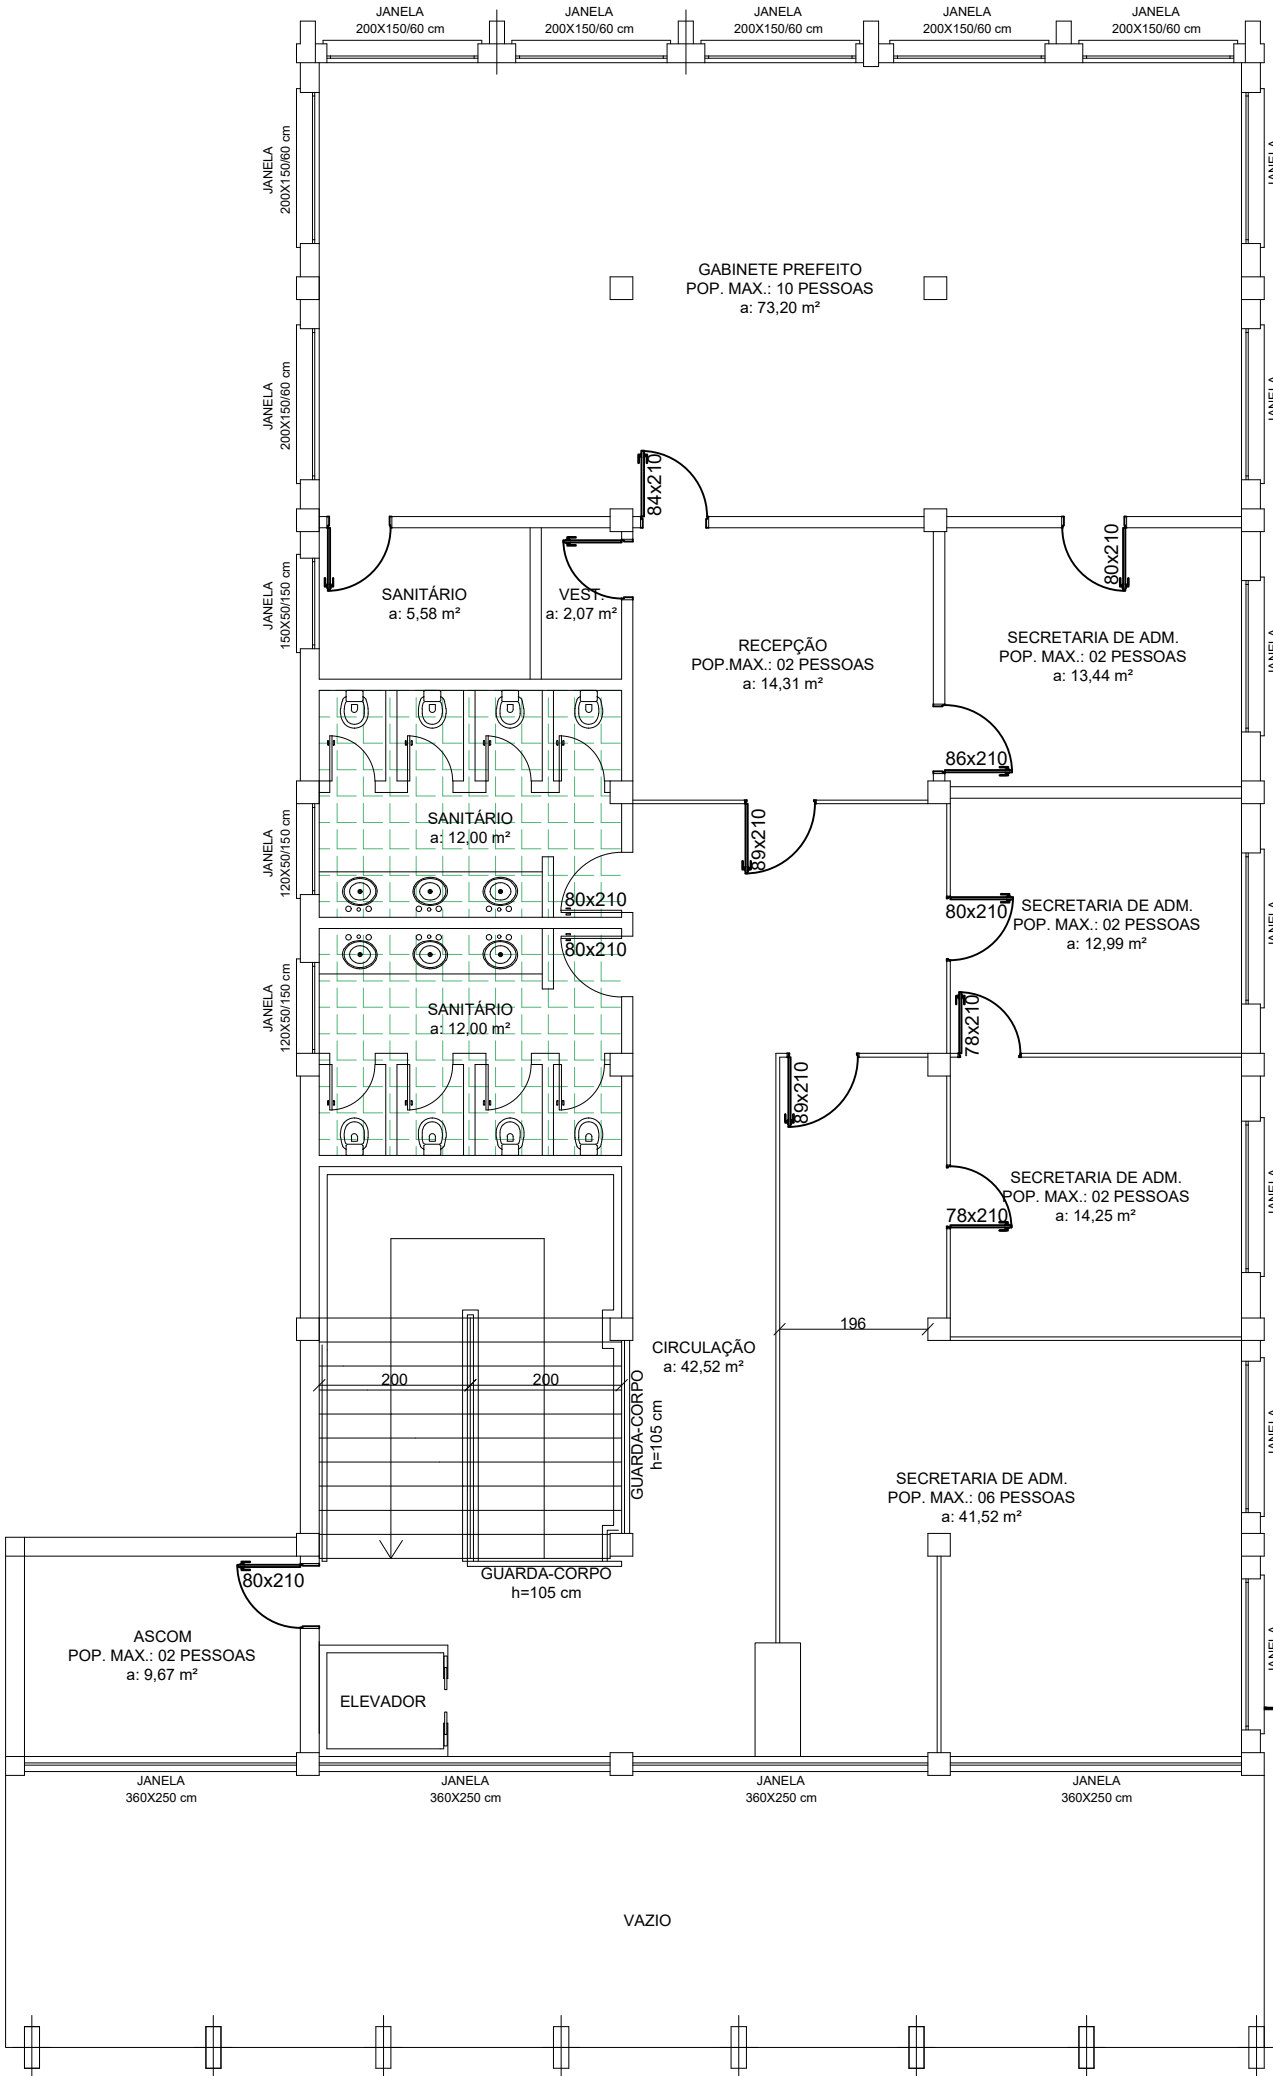 JANELA
200X150/60 cm
JANELA
200X150/60 cm
JANELA
200X150/60 cm
JANELA
200X150/60 cm
JANELA
200X150/60 cm
JANELA
200X150/60 cm
JANELA
GABINETE PREFEITO
POP. MAX.: 10 PESSOAS
a: 73,20 m²
JANELA
200X150/60 cm
JANELA
84x210
80x210
JANELA
150X50/150 cm
SANITÁRIO
a: 5,58 m²
VEST.
a: 2,07 m²
RECEPÇÃO
POP.MAX.: 02 PESSOAS
a: 14,31 m²
SECRETARIA DE ADM.
POP. MAX.: 02 PESSOAS
a: 13,44 m²
JANELA
86x210
JANELA
120X50/150 cm
SANITÁRIO
a: 12,00 m²
89x210
80x210
80x210
80x210
SECRETARIA DE ADM.
POP. MAX.: 02 PESSOAS
a: 12,99 m²
JANELA
JANELA
120X50/150 cm
SANITÁRIO
a: 12,00 m²
78x210
89x210
SECRETARIA DE ADM.
POP. MAX.: 02 PESSOAS
a: 14,25 m²
78x210
JANELA
196
CIRCULAÇÃO
a: 42,52 m²
200
200
GUARDA-CORPO
h=105 cm
JANELA
SECRETARIA DE ADM.
POP. MAX.: 06 PESSOAS
a: 41,52 m²
GUARDA-CORPO
h=105 cm
80x210
ASCOM
POP. MAX.: 02 PESSOAS
a: 9,67 m²
JANELA
ELEVADOR
JANELA
360X250 cm
JANELA
360X250 cm
JANELA
360X250 cm
JANELA
360X250 cm
VAZIO